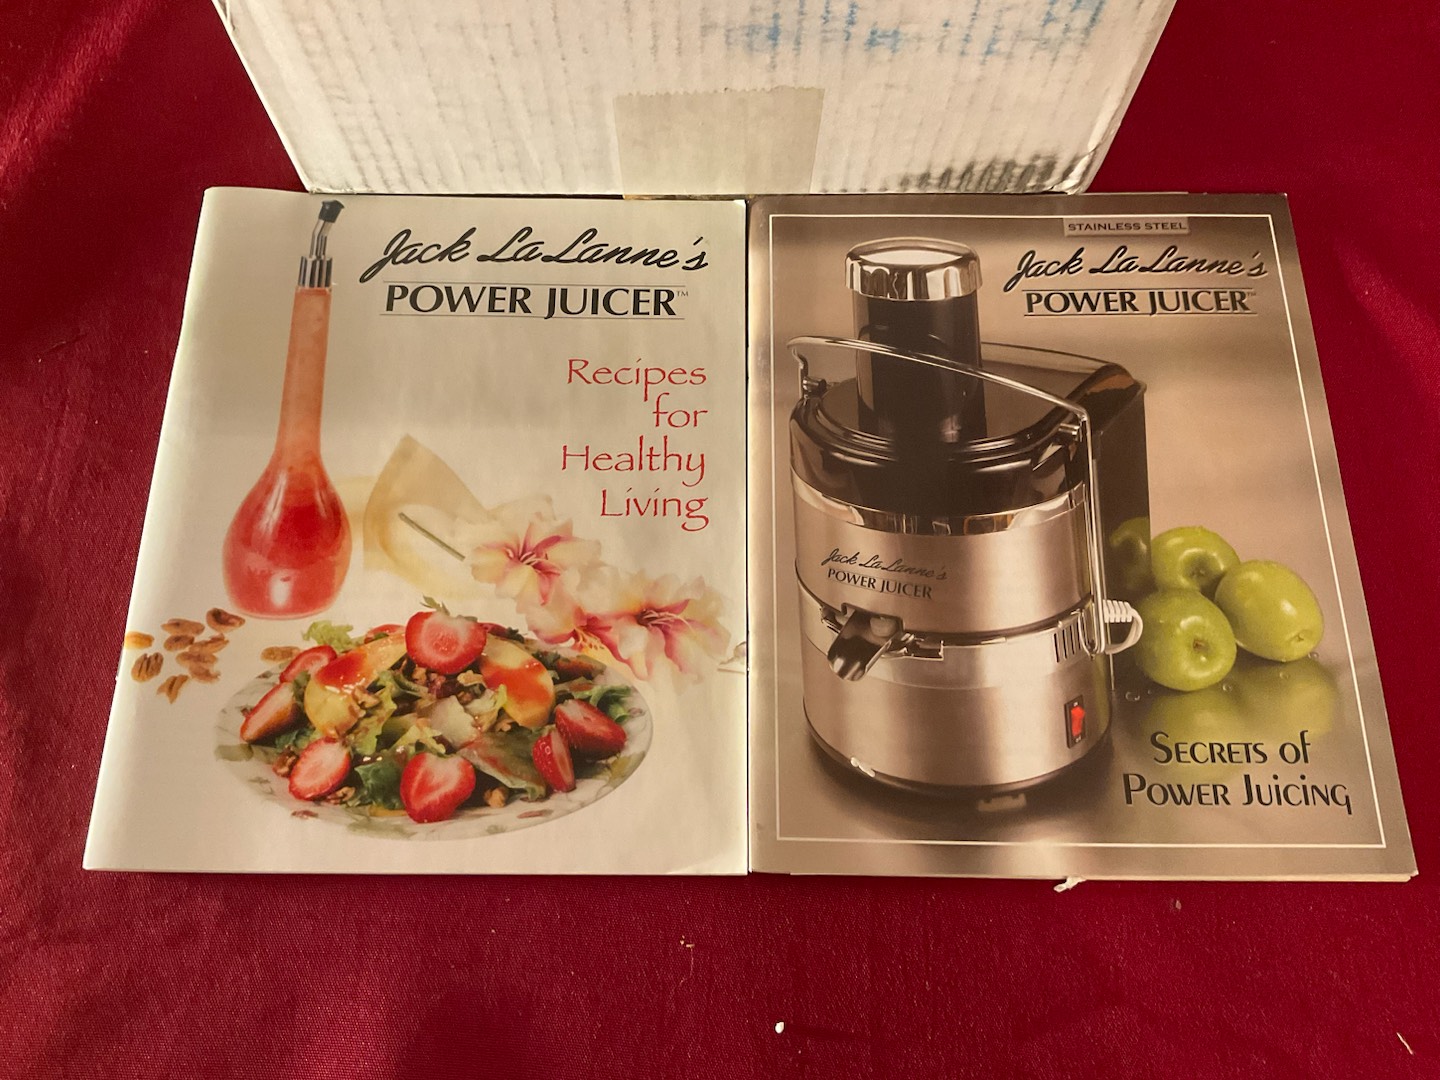 Jack LaLanne's
POWER JUICER™
Recipes
for
Healthy
Living
STAINLESS STEEL
Jack LaLanne's
POWER JUICER™
Jack LaLanne's
POWER JUICER
SECRETS of
POWER JUICING